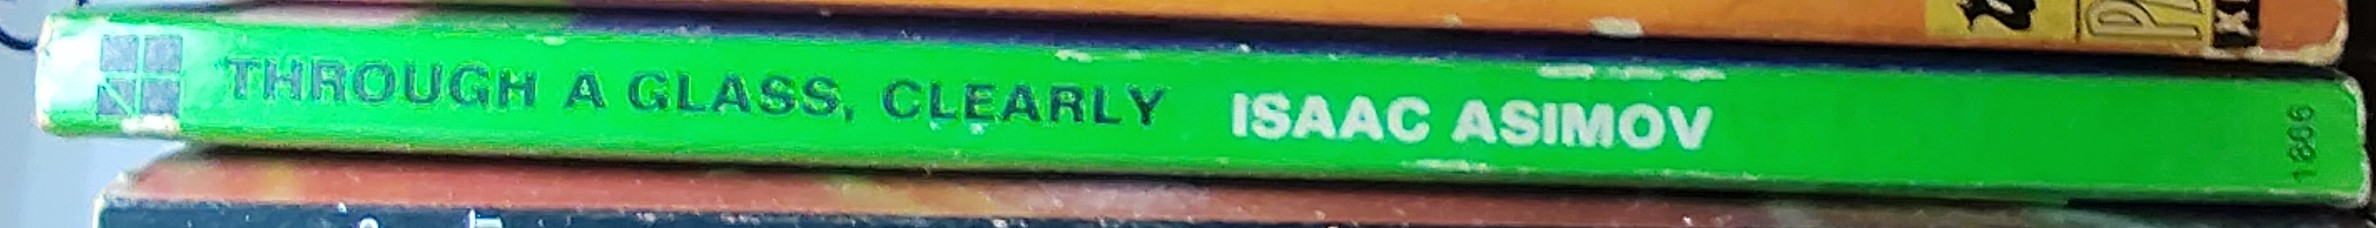 THROUGH A GLASS, CLEARLY ISAAC ASIMOV
1866